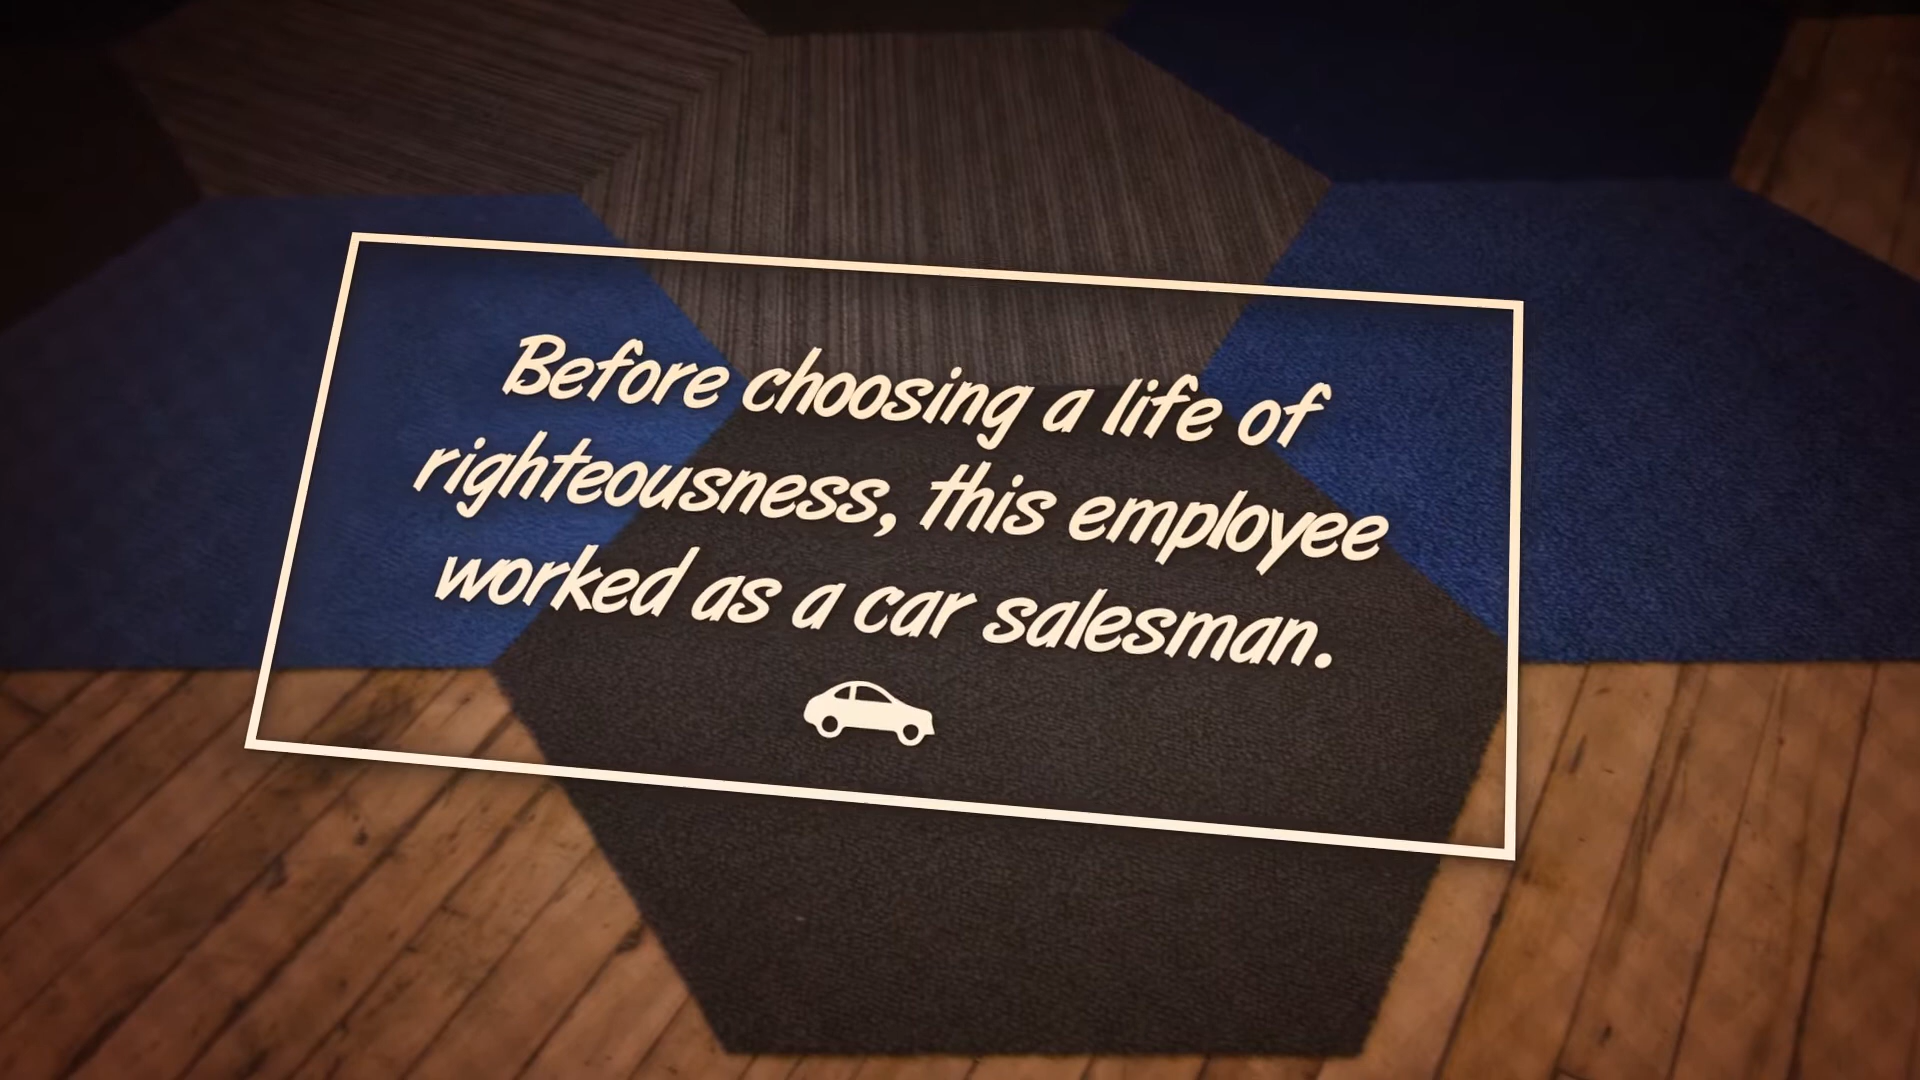 Before choosing a life of
righteousness, this employee
worked as a car salesman.